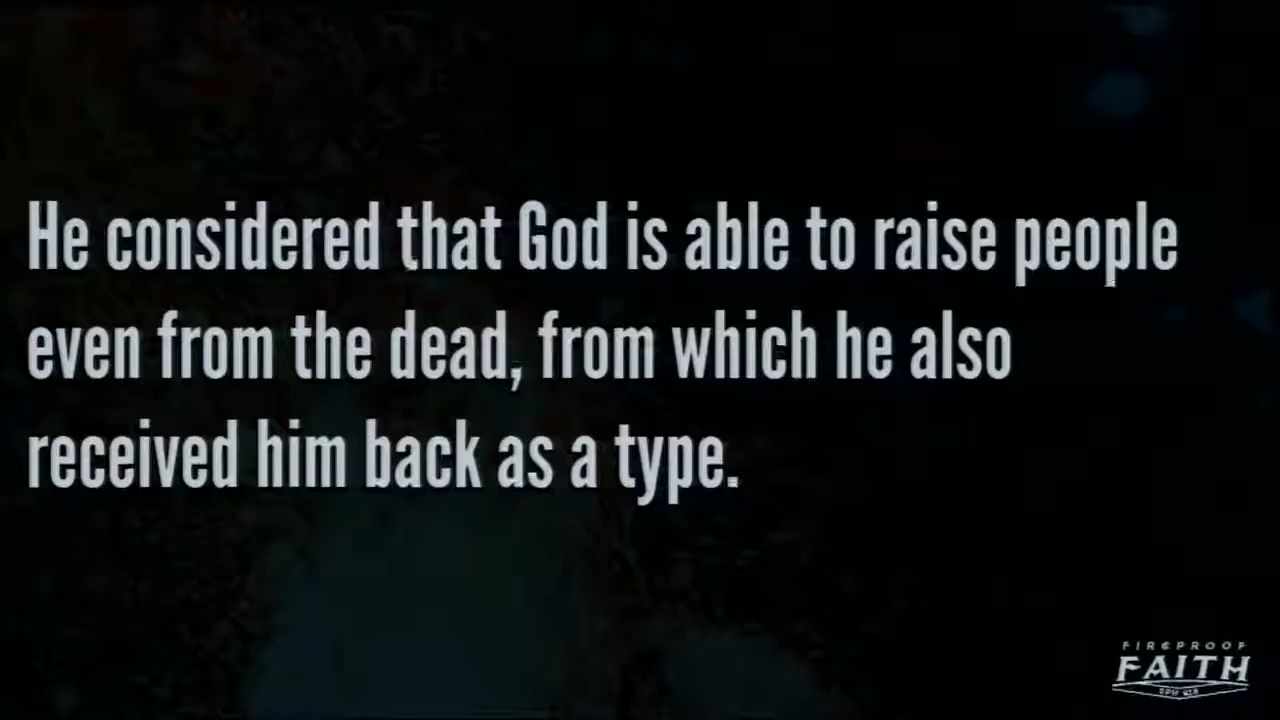 He considered that God is able to raise people
even from the dead, from which he also
received him back as a type.
FIREPROOF
FAITH